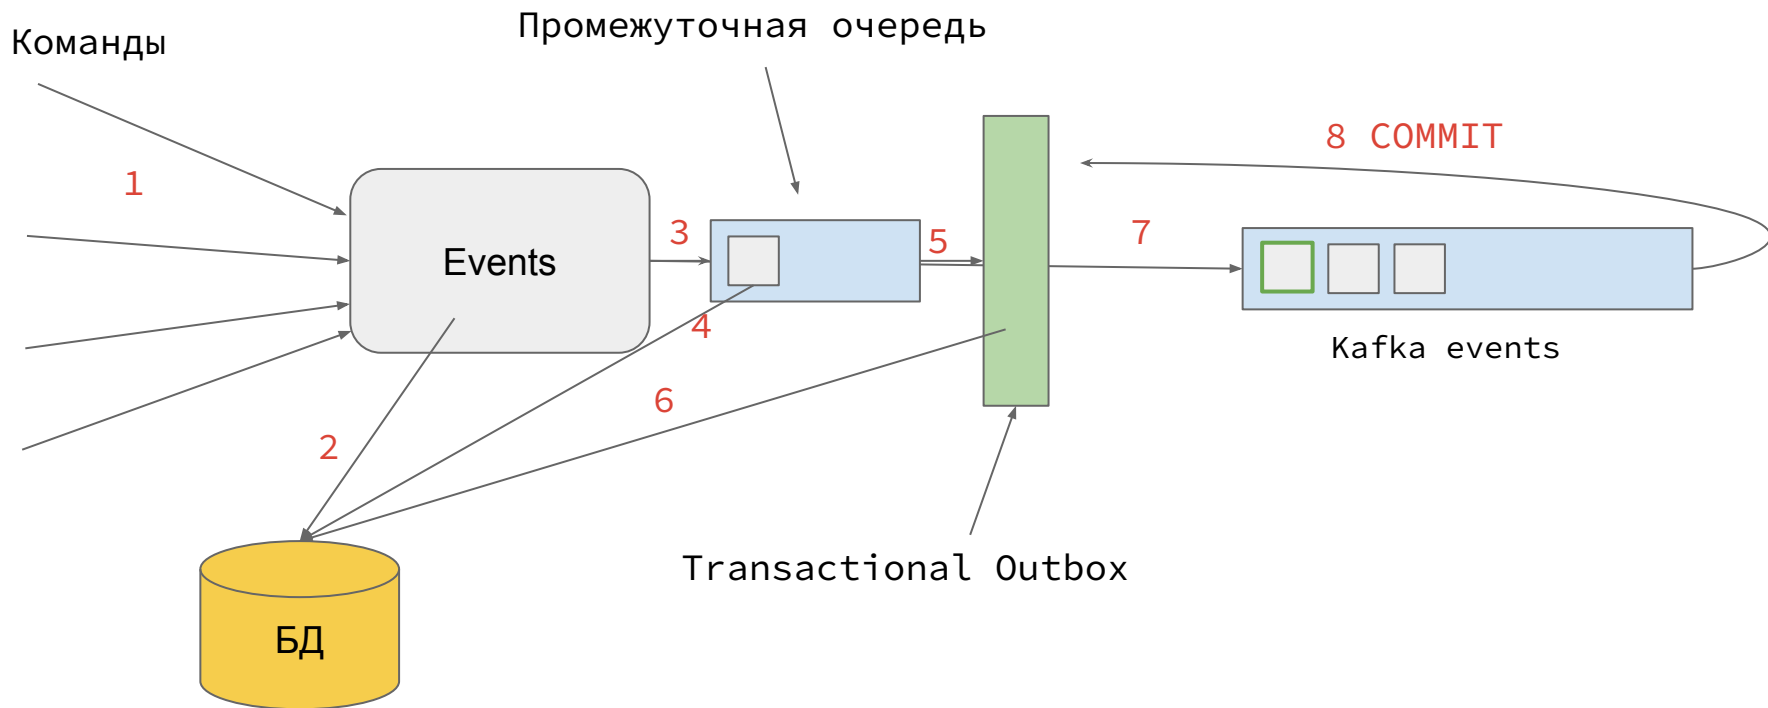 Промежуточная очередь
Команды
8 COMMIT
1
3
5
7
Events
4
Kafka events
6
2
Transactional Outbox
БД